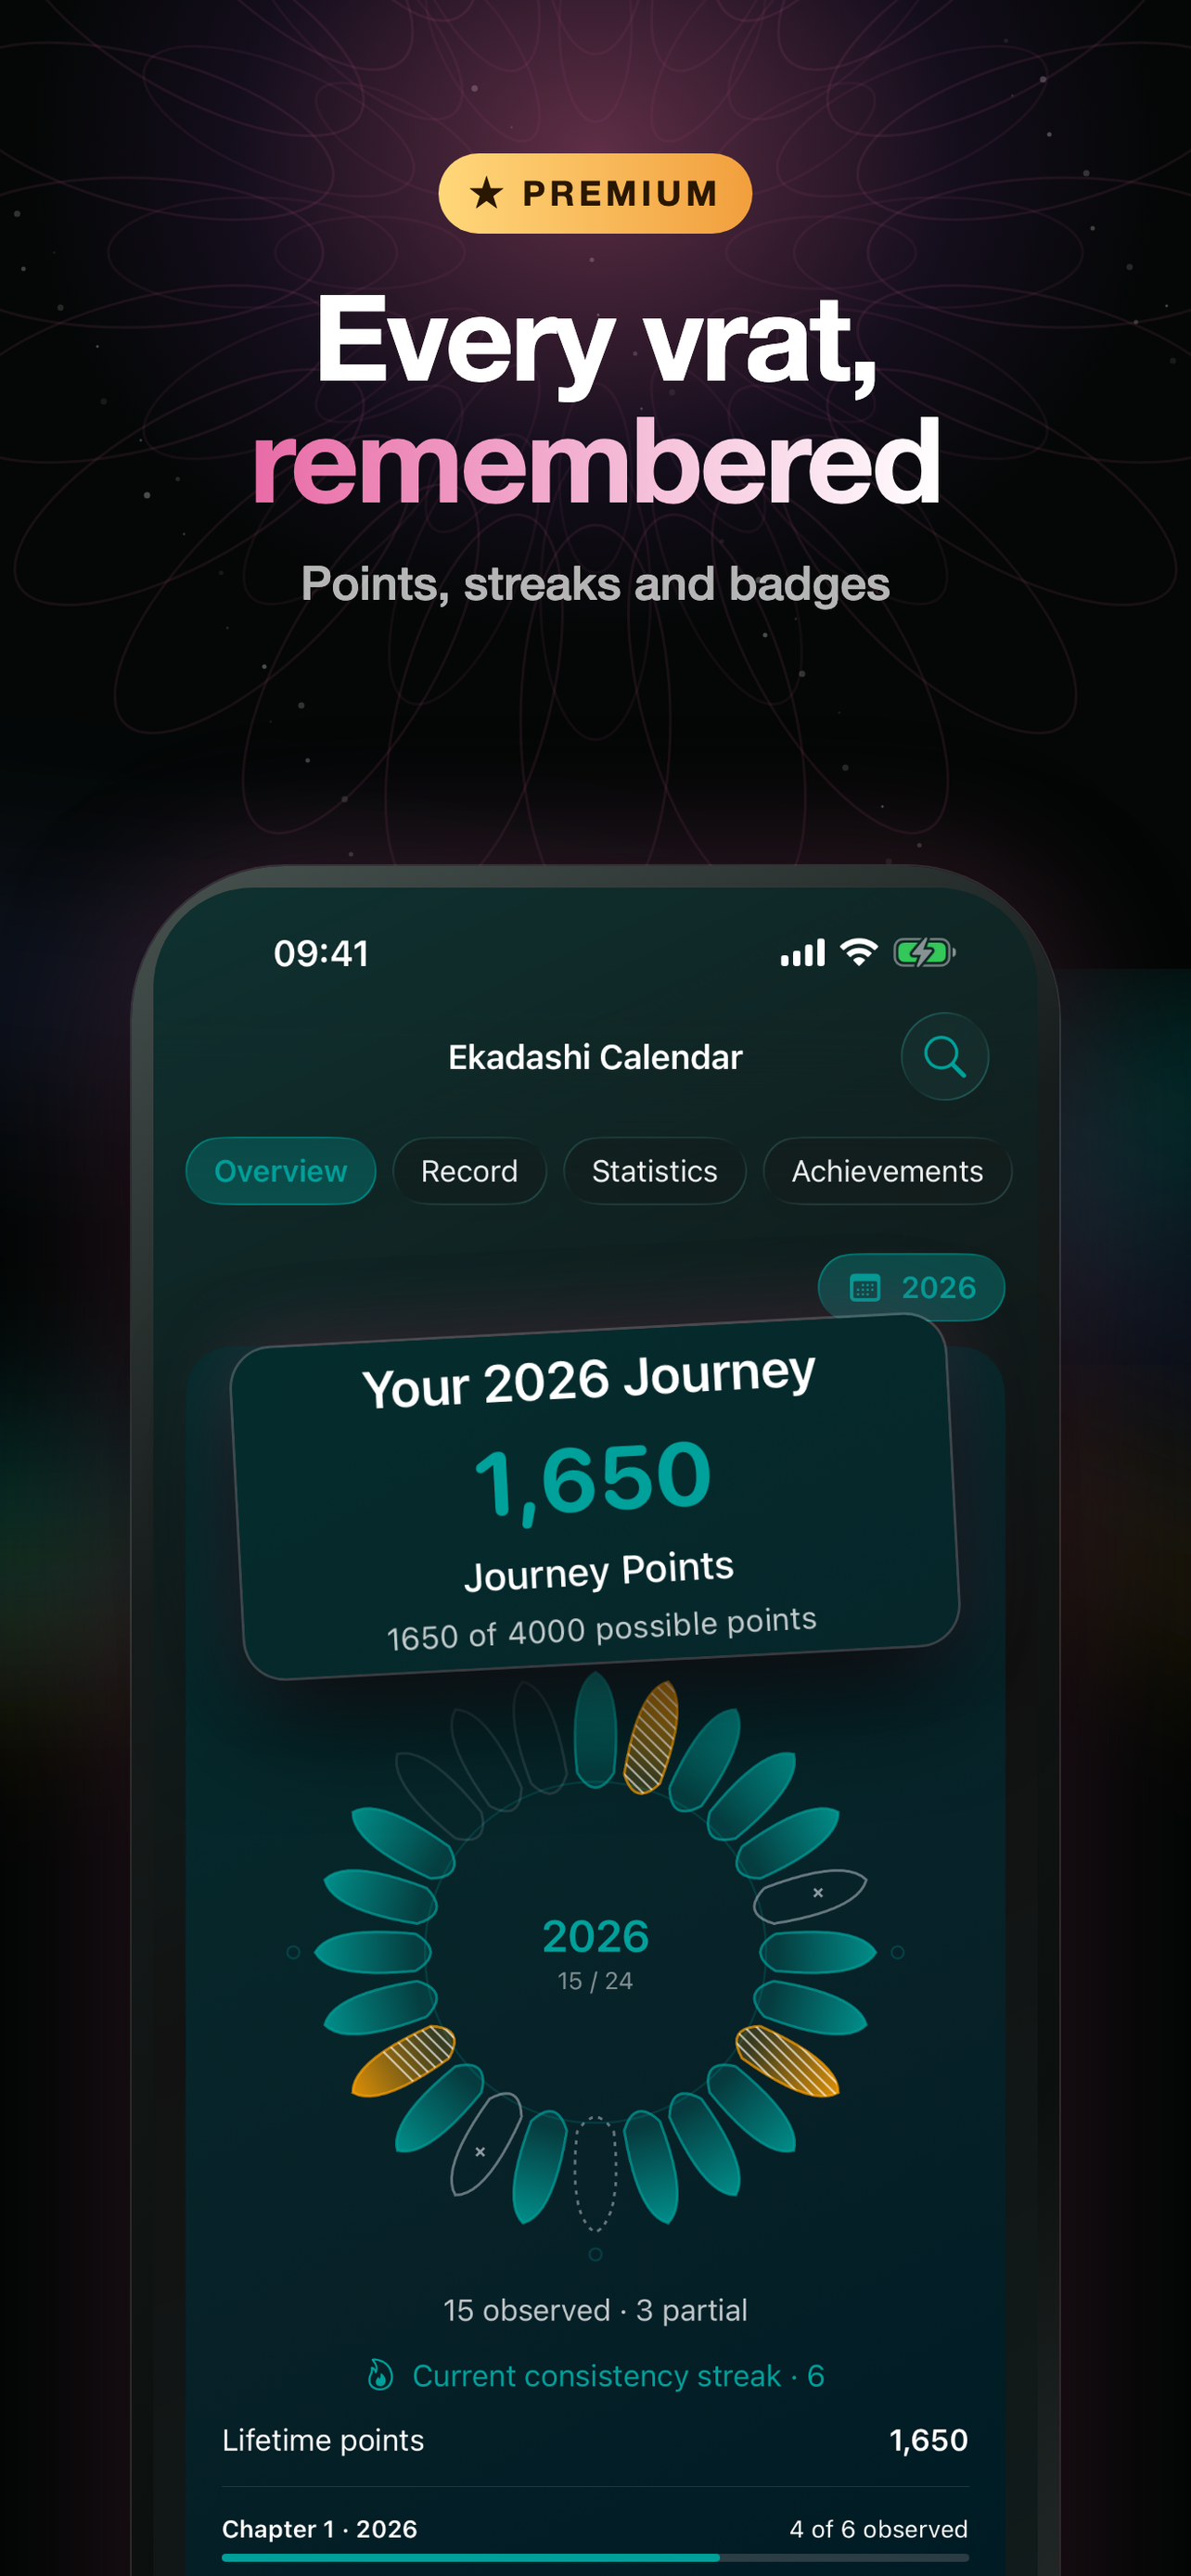 ★ PREMIUM
Every vrat,
remembered
Points, streaks and badges
09:41
Ekadashi Calendar
Overview Record Statistics Achievements
2026
Your 2026 Journey
1,650
Journey Points
1650 of 4000 possible points
2026
15 / 24
15 observed · 3 partial
Current consistency streak · 6
Lifetime points 1,650
Chapter 1 · 2026 4 of 6 observed